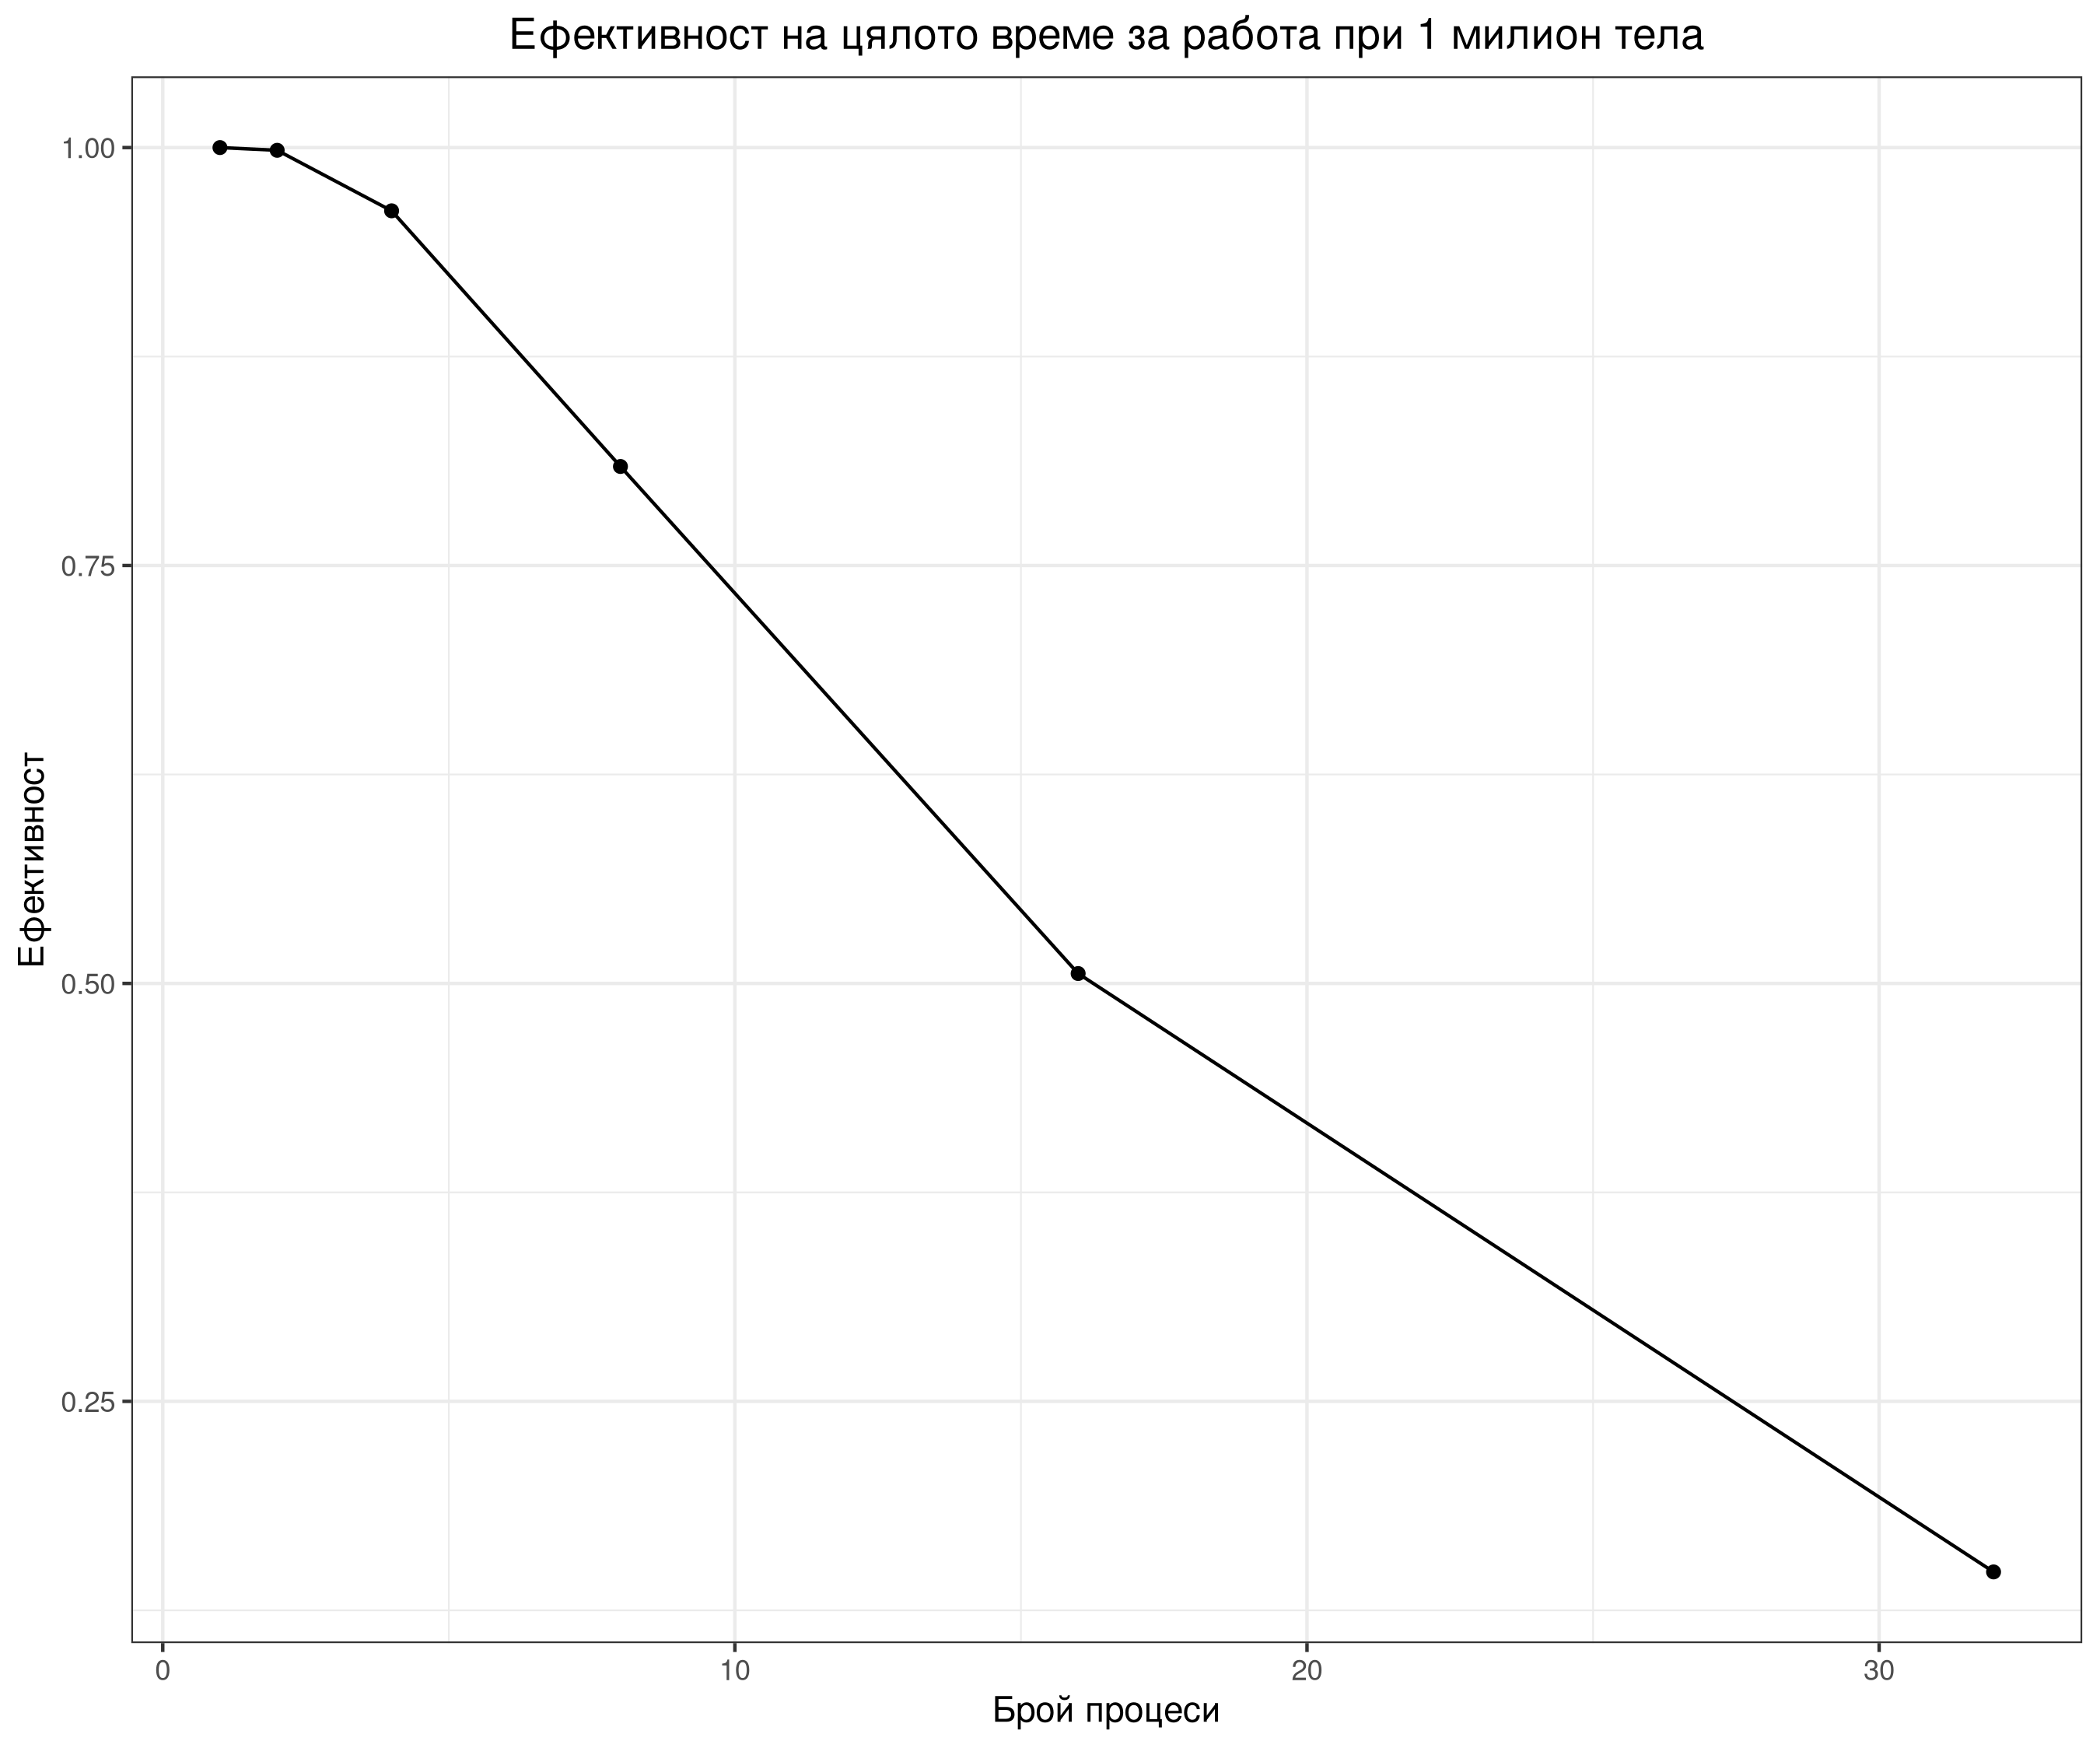 Ефективност на цялото време за работа при 1 милион тела
Ефективност
1.00
0.75
0.50
0.25
0 10 20 30
Брой процеси